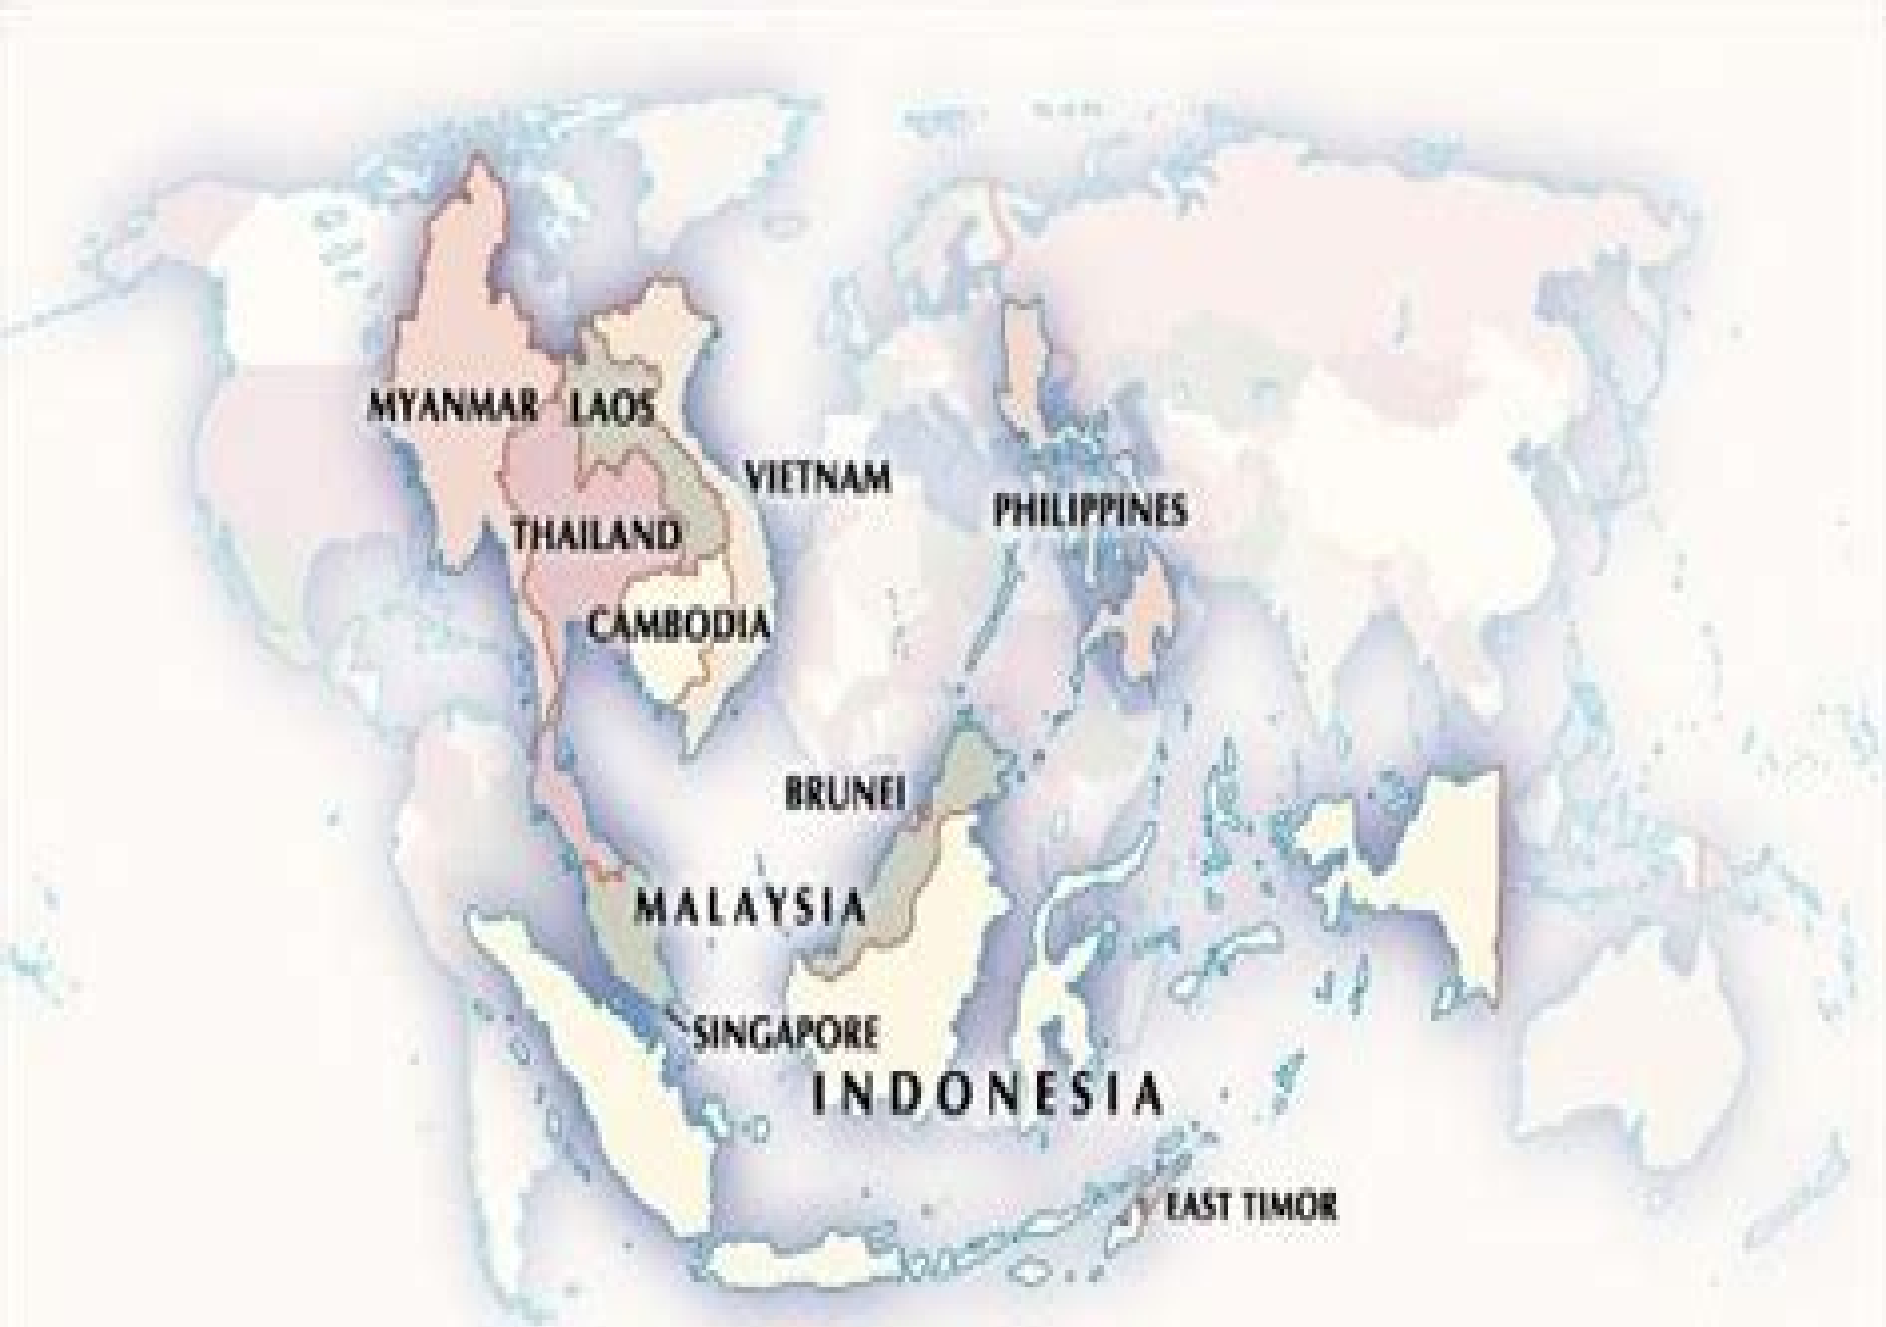 MYANMAR
LAOS
VIETNAM
THAILAND
PHILIPPINES
CAMBODIA
BRUNEI
MALAYSIA
SINGAPORE
INDONESIA
EAST TIMOR